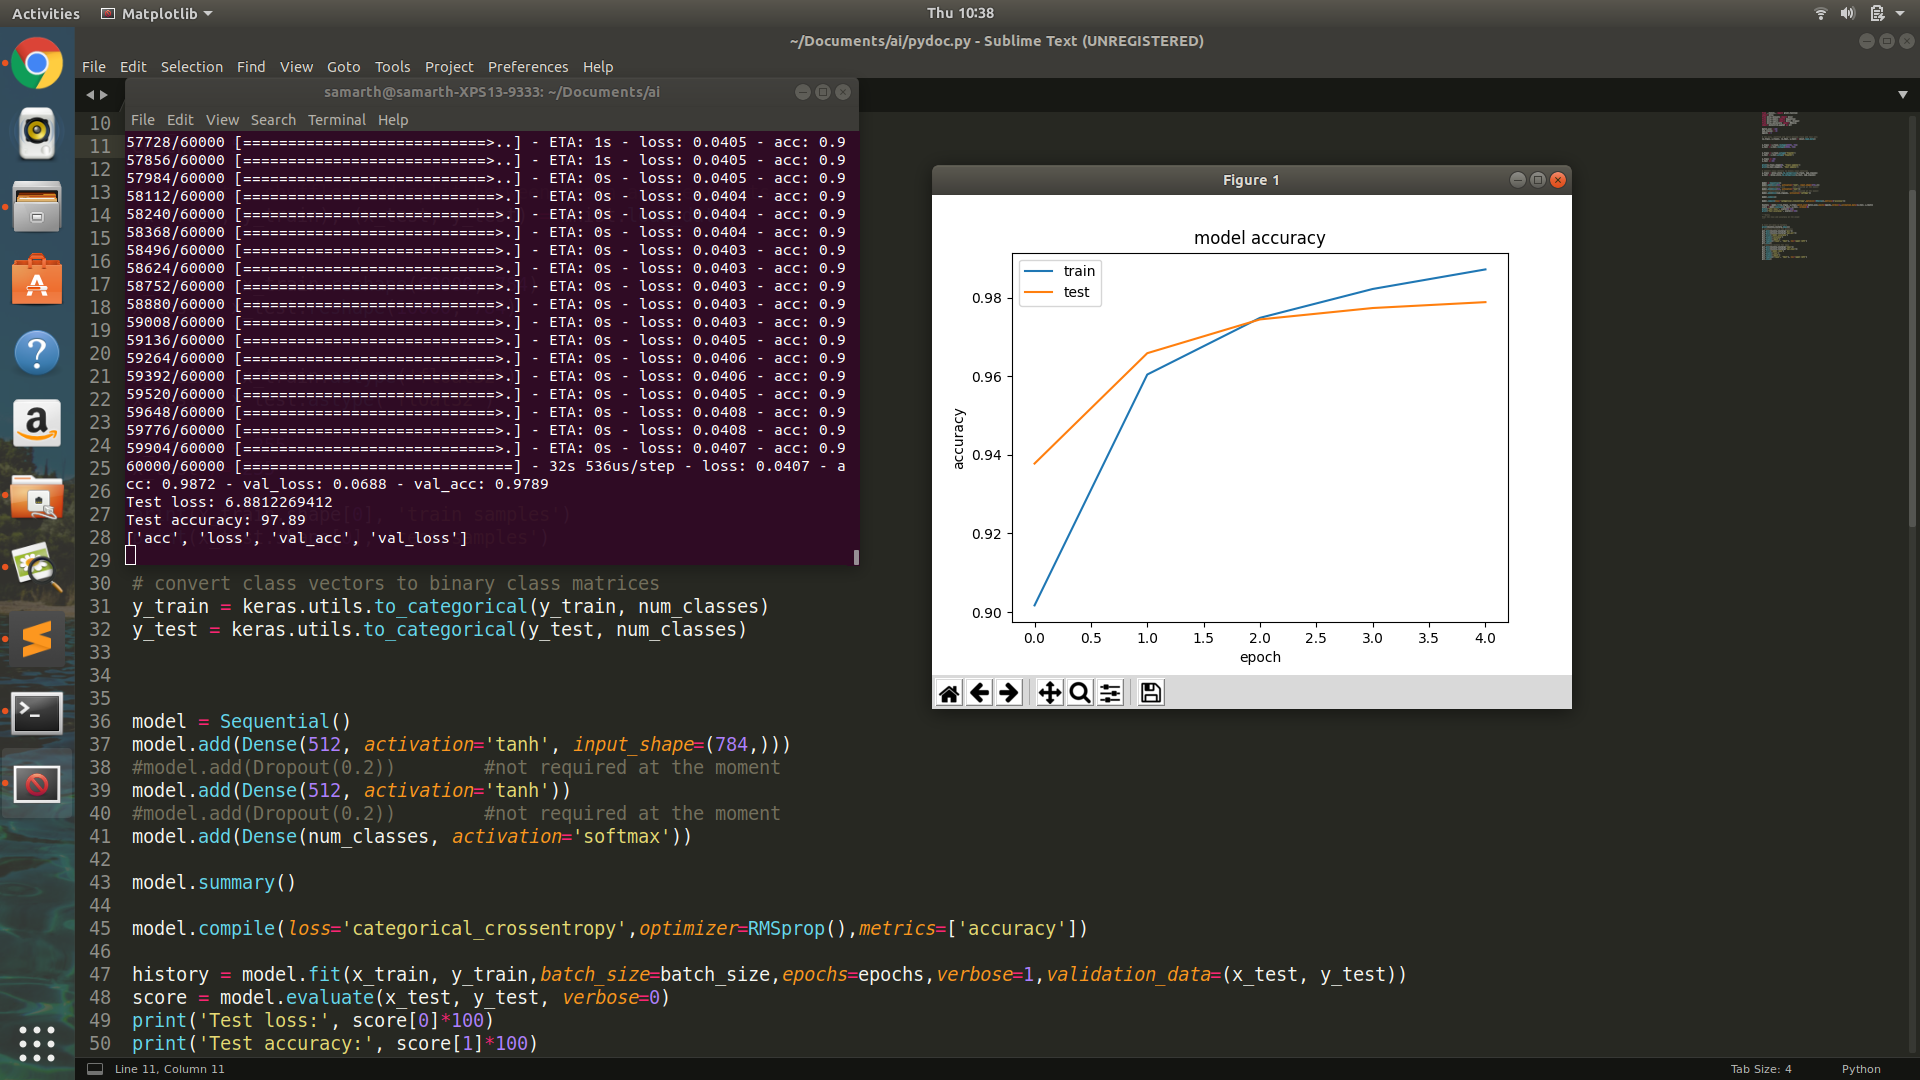 Activities
Matplotlib
Thu 10:38
~/Documents/ai/pydoc.py - Sublime Text (UNREGISTERED)
File Edit Selection Find View Goto Tools Project Preferences Help
samarth@samarth-XPS13-9333: ~/Documents/ai
File Edit View Search Terminal Help
57728/60000 [===========================>..] - ETA: 1s - loss: 0.0405 - acc: 0.9
57856/60000 [===========================>..] - ETA: 1s - loss: 0.0405 - acc: 0.9
57984/60000 [===========================>..] - ETA: 0s - loss: 0.0405 - acc: 0.9
58112/60000 [============================>.] - ETA: 0s - loss: 0.0404 - acc: 0.9
58240/60000 [============================>.] - ETA: 0s - loss: 0.0404 - acc: 0.9
58368/60000 [============================>.] - ETA: 0s - loss: 0.0404 - acc: 0.9
58496/60000 [============================>.] - ETA: 0s - loss: 0.0403 - acc: 0.9
58624/60000 [============================>.] - ETA: 0s - loss: 0.0403 - acc: 0.9
58752/60000 [============================>.] - ETA: 0s - loss: 0.0403 - acc: 0.9
58880/60000 [============================>.] - ETA: 0s - loss: 0.0403 - acc: 0.9
59008/60000 [============================>.] - ETA: 0s - loss: 0.0403 - acc: 0.9
59136/60000 [============================>.] - ETA: 0s - loss: 0.0405 - acc: 0.9
59264/60000 [============================>.] - ETA: 0s - loss: 0.0406 - acc: 0.9
59392/60000 [============================>.] - ETA: 0s - loss: 0.0406 - acc: 0.9
59520/60000 [============================>.] - ETA: 0s - loss: 0.0405 - acc: 0.9
59648/60000 [============================>.] - ETA: 0s - loss: 0.0408 - acc: 0.9
59776/60000 [============================>.] - ETA: 0s - loss: 0.0408 - acc: 0.9
59904/60000 [============================>.] - ETA: 0s - loss: 0.0407 - acc: 0.9
60000/60000 [==============================] - 32s 536us/step - loss: 0.0407 - a
cc: 0.9872 - val_loss: 0.0688 - val_acc: 0.9789
Test loss: 6.8812269412
Test accuracy: 97.89
['acc', 'loss', 'val_acc', 'val_loss']
10
11
12
13
14
15
16
17
18
19
20
21
22
23
24
25
26
27
28
29
30 # convert class vectors to binary class matrices
31 y_train = keras.utils.to_categorical(y_train, num_classes)
32 y_test = keras.utils.to_categorical(y_test, num_classes)
33
34
35
36 model = Sequential()
37 model.add(Dense(512, activation='tanh', input_shape=(784,)))
38 #model.add(Dropout(0.2)) #not required at the moment
39 model.add(Dense(512, activation='tanh'))
40 #model.add(Dropout(0.2)) #not required at the moment
41 model.add(Dense(num_classes, activation='softmax'))
42
43 model.summary()
44
45 model.compile(loss='categorical_crossentropy',optimizer=RMSprop(),metrics=['accuracy'])
46
47 history = model.fit(x_train, y_train,batch_size=batch_size,epochs=epochs,verbose=1,validation_data=(x_test, y_test))
48 score = model.evaluate(x_test, y_test, verbose=0)
49 print('Test loss:', score[0]*100)
50 print('Test accuracy:', score[1]*100)
Figure 1
model accuracy
train
test
accuracy
0.98
0.96
0.94
0.92
0.90
0.0 0.5 1.0 1.5 2.0 2.5 3.0 3.5 4.0
epoch
Line 11, Column 11
Tab Size: 4
Python